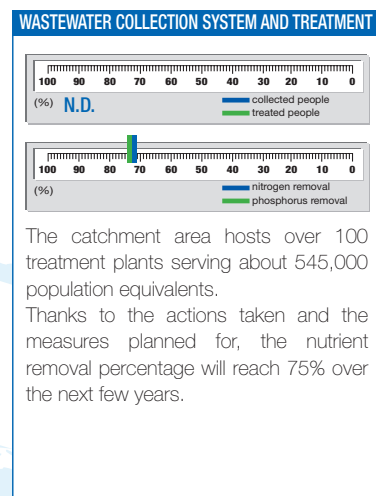 WASTEWATER COLLECTION SYSTEM AND TREATMENT
100 90 80 70 60 50 40 30 20 10 0
(%) N.D. collected people
treated people
100 90 80 70 60 50 40 30 20 10 0
(%) nitrogen removal
phosphorus removal
The catchment area hosts over 100
treatment plants serving about 545,000
population equivalents.
Thanks to the actions taken and the
measures planned for, the nutrient
removal percentage will reach 75% over
the next few years.